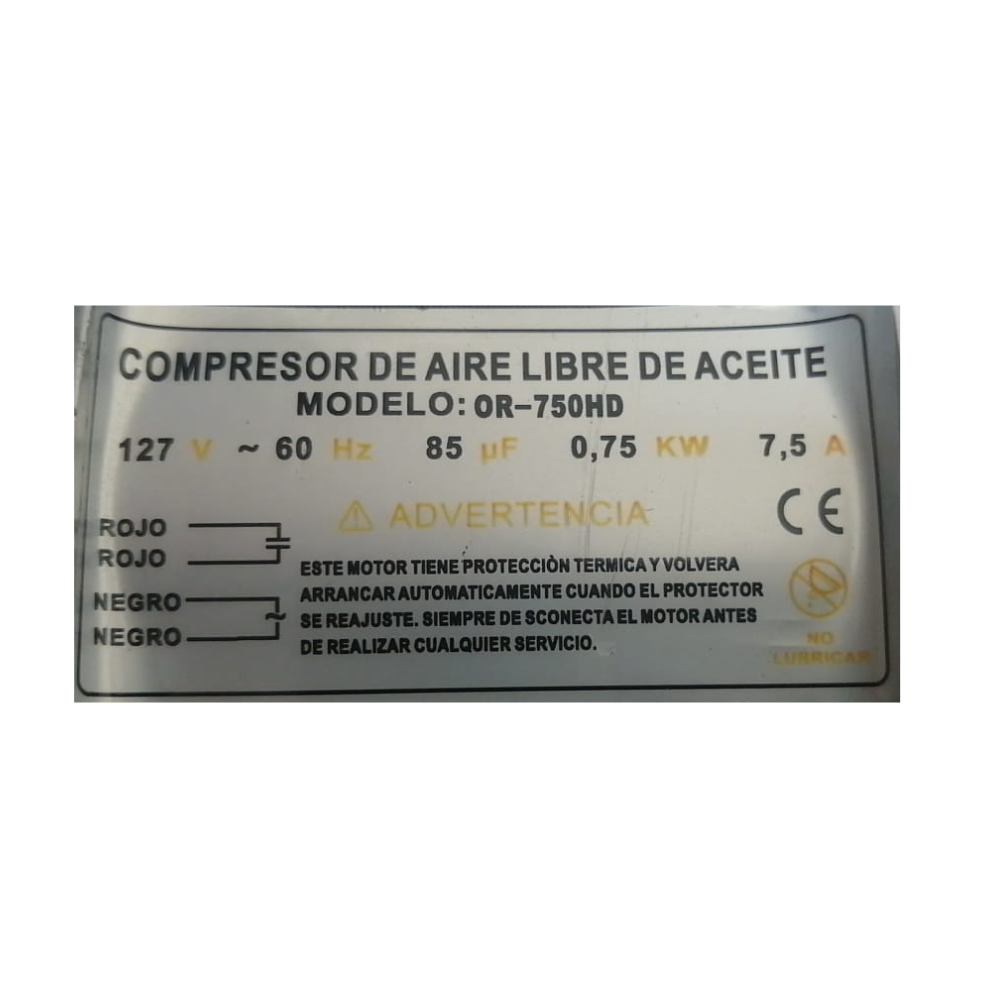 COMPRESOR DE AIRE LIBRE DE ACEITE
MODELO: OR-750HD
127 V ~ 60 Hz 85 µF 0,75 KW 7,5 A
⚠ ADVERTENCIA CE
ROJO
ROJO
NEGRO
NEGRO
~
ESTE MOTOR TIENE PROTECCIÒN TERMICA Y VOLVERA
ARRANCAR AUTOMATICAMENTE CUANDO EL PROTECTOR
SE REAJUSTE. SIEMPRE DE SCONECTA EL MOTOR ANTES
DE REALIZAR CUALQUIER SERVICIO.
NO
LUBRICAR